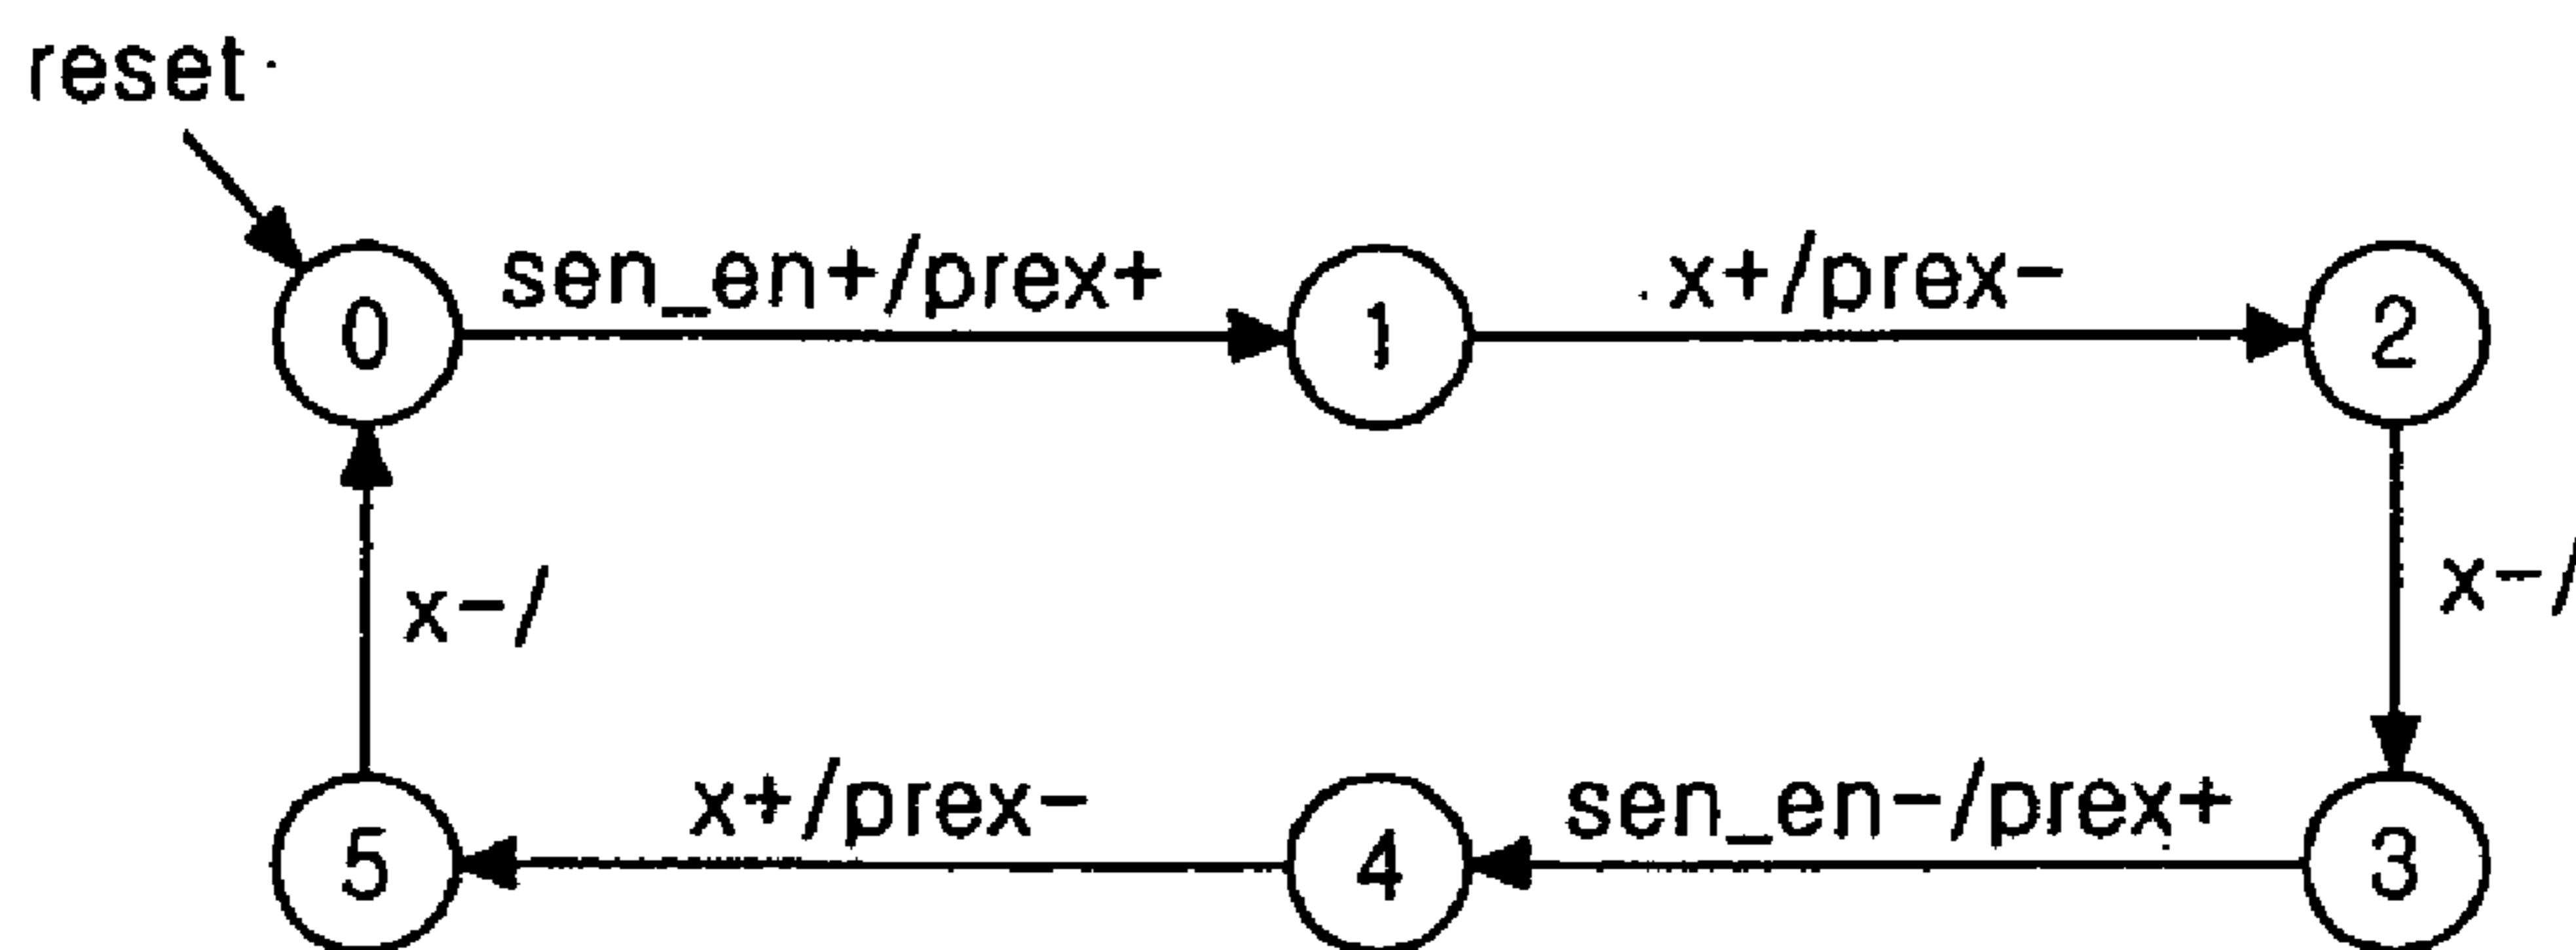 reset
sen_en+/prex+
x+/prex-
0
1
2
x-/
x-/
x+/prex-
sen_en-/prex+
5
4
3